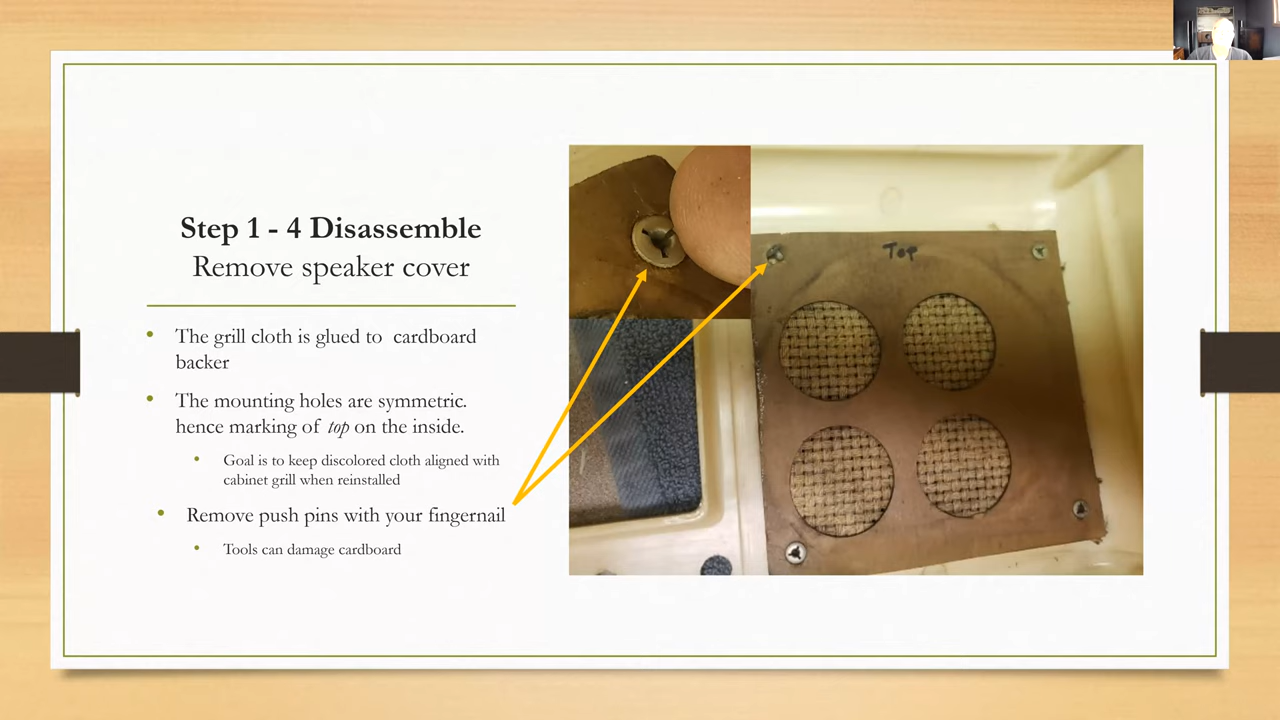 Step 1 - 4 Disassemble
Remove speaker cover
The grill cloth is glued to cardboard
backer
The mounting holes are symmetric.
hence marking of top on the inside.
Goal is to keep discolored cloth aligned with
cabinet grill when reinstalled
Remove push pins with your fingernail
Tools can damage cardboard
Top